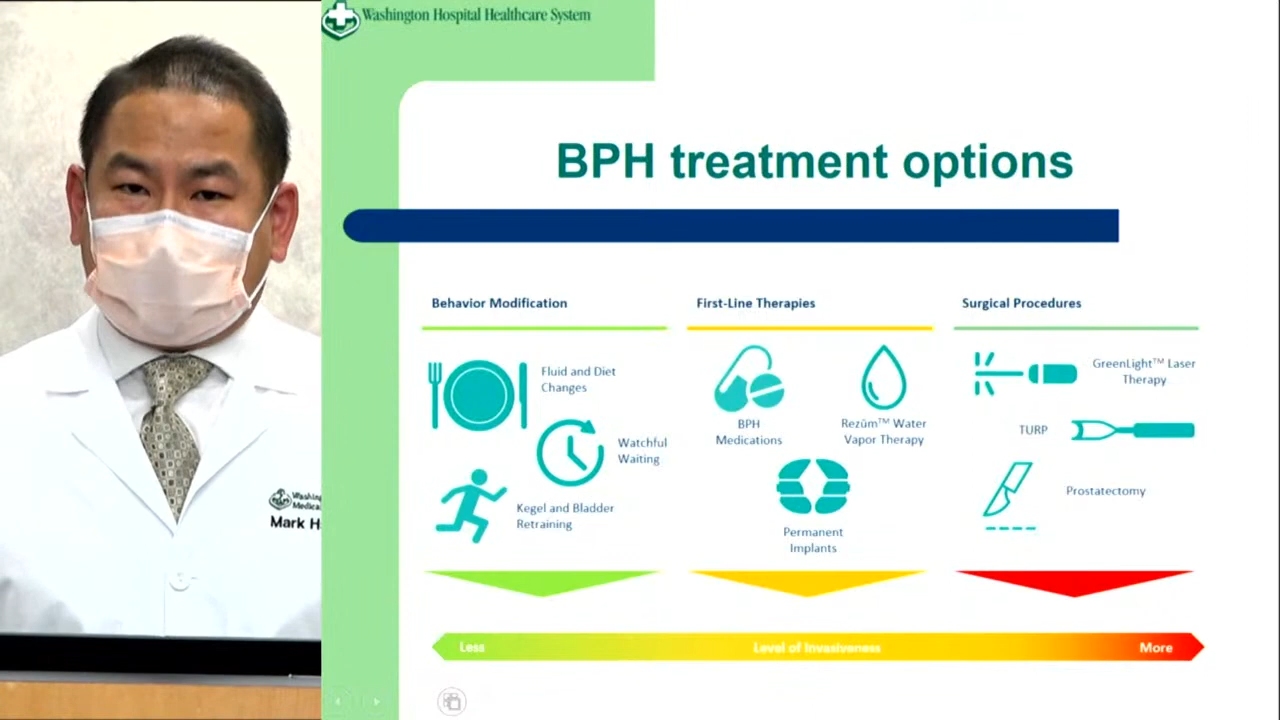 Washington Hospital Healthcare System
BPH treatment options
Behavior Modification
First-Line Therapies
Surgical Procedures
Fluid and Diet
Changes
Watchful
Waiting
Kegel and Bladder
Retraining
BPH
Medications
Rezūm™ Water
Vapor Therapy
Permanent
Implants
GreenLight™ Laser
Therapy
TURP
Prostatectomy
Less
Level of Invasiveness
More
Mark H